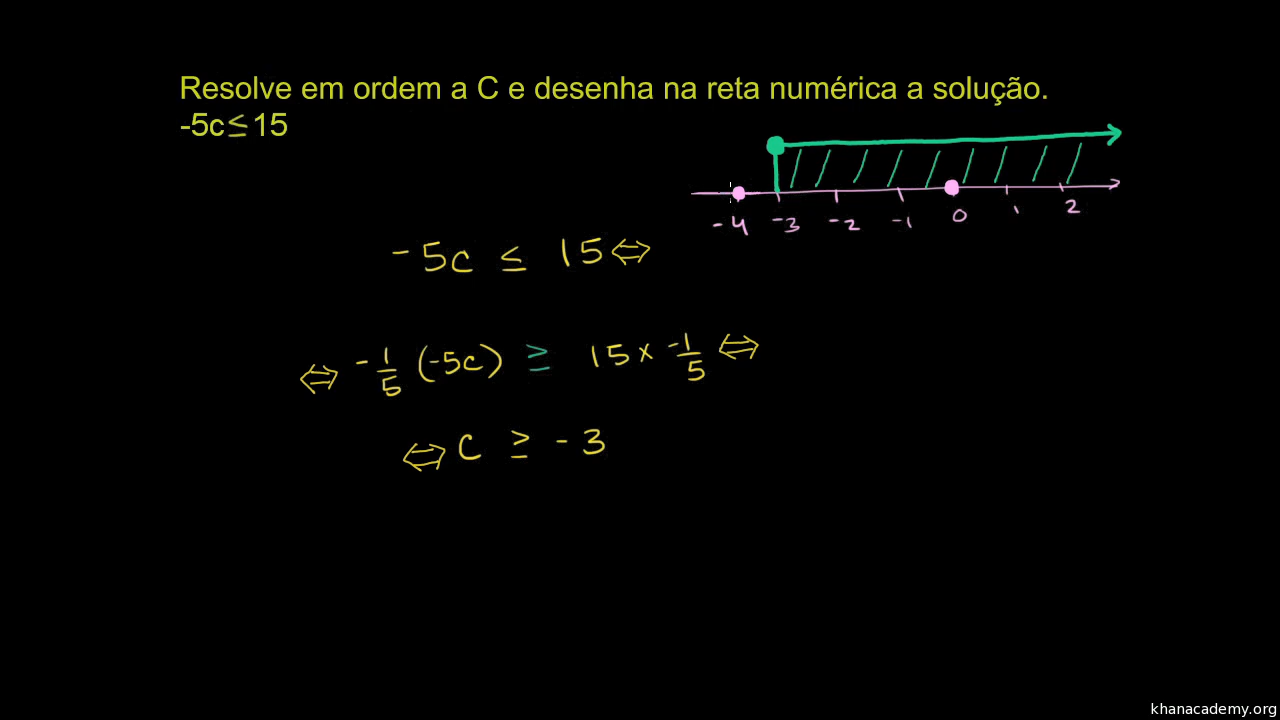 Resolve em ordem a C e desenha na reta numérica a solução.
-5c≤15
-4 -3 -2 -1 0 1 2
-5c ≤ 15 ⇔
⇔ -1/5 (-5c) ≥ 15 × -1/5 ⇔
⇔ c ≥ -3
khanacademy.org